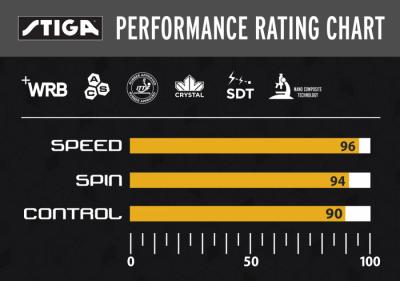 STIGA PERFORMANCE RATING CHART
+WRB ACS CRYSTAL SDT NANO COMPOSITE TECHNOLOGY
SPEED 96
SPIN 94
CONTROL 90
0 50 100